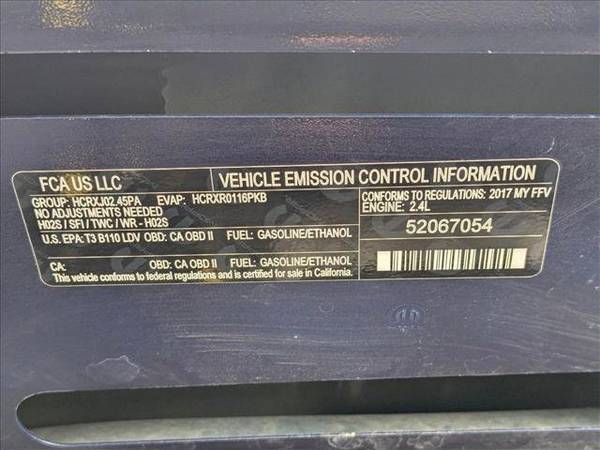 FCA US LLC
VEHICLE EMISSION CONTROL INFORMATION
GROUP: HCRXJ02.45PA EVAP: HCRXR0116PKB
NO ADJUSTMENTS NEEDED
H02S / SFI / TWC / WR - H02S
CONFORMS TO REGULATIONS: 2017 MY FFV
ENGINE: 2.4L
U.S. EPA: T3 B110 LDV OBD: CA OBD II FUEL: GASOLINE/ETHANOL
52067054
CA: OBD: CA OBD II FUEL: GASOLINE/ETHANOL
This vehicle conforms to federal regulations and is certified for sale in California.